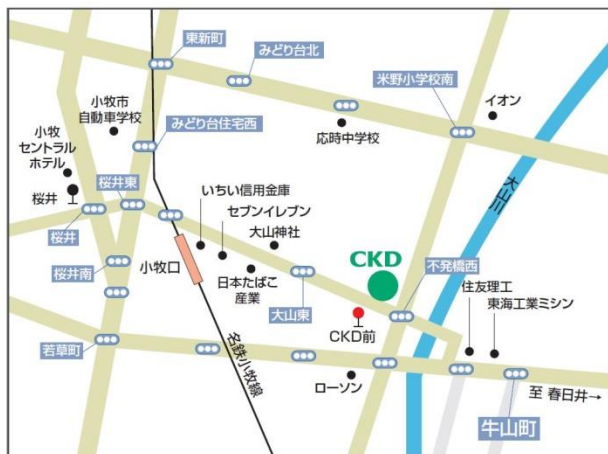 東新町
みどり台北
米野小学校南
イオン
小牧市
自動車学校
応時中学校
みどり台住宅西
小牧
セントラル
ホテル
桜井
桜井東
いちい信用金庫
セブンイレブン
大山神社
大山川
桜井
桜井南
小牧口
日本たばこ
産業
CKD
不発橋西
住友理工
東海工業ミシン
大山東
CKD前
若草町
名鉄小牧線
ローソン
至 春日井→
牛山町